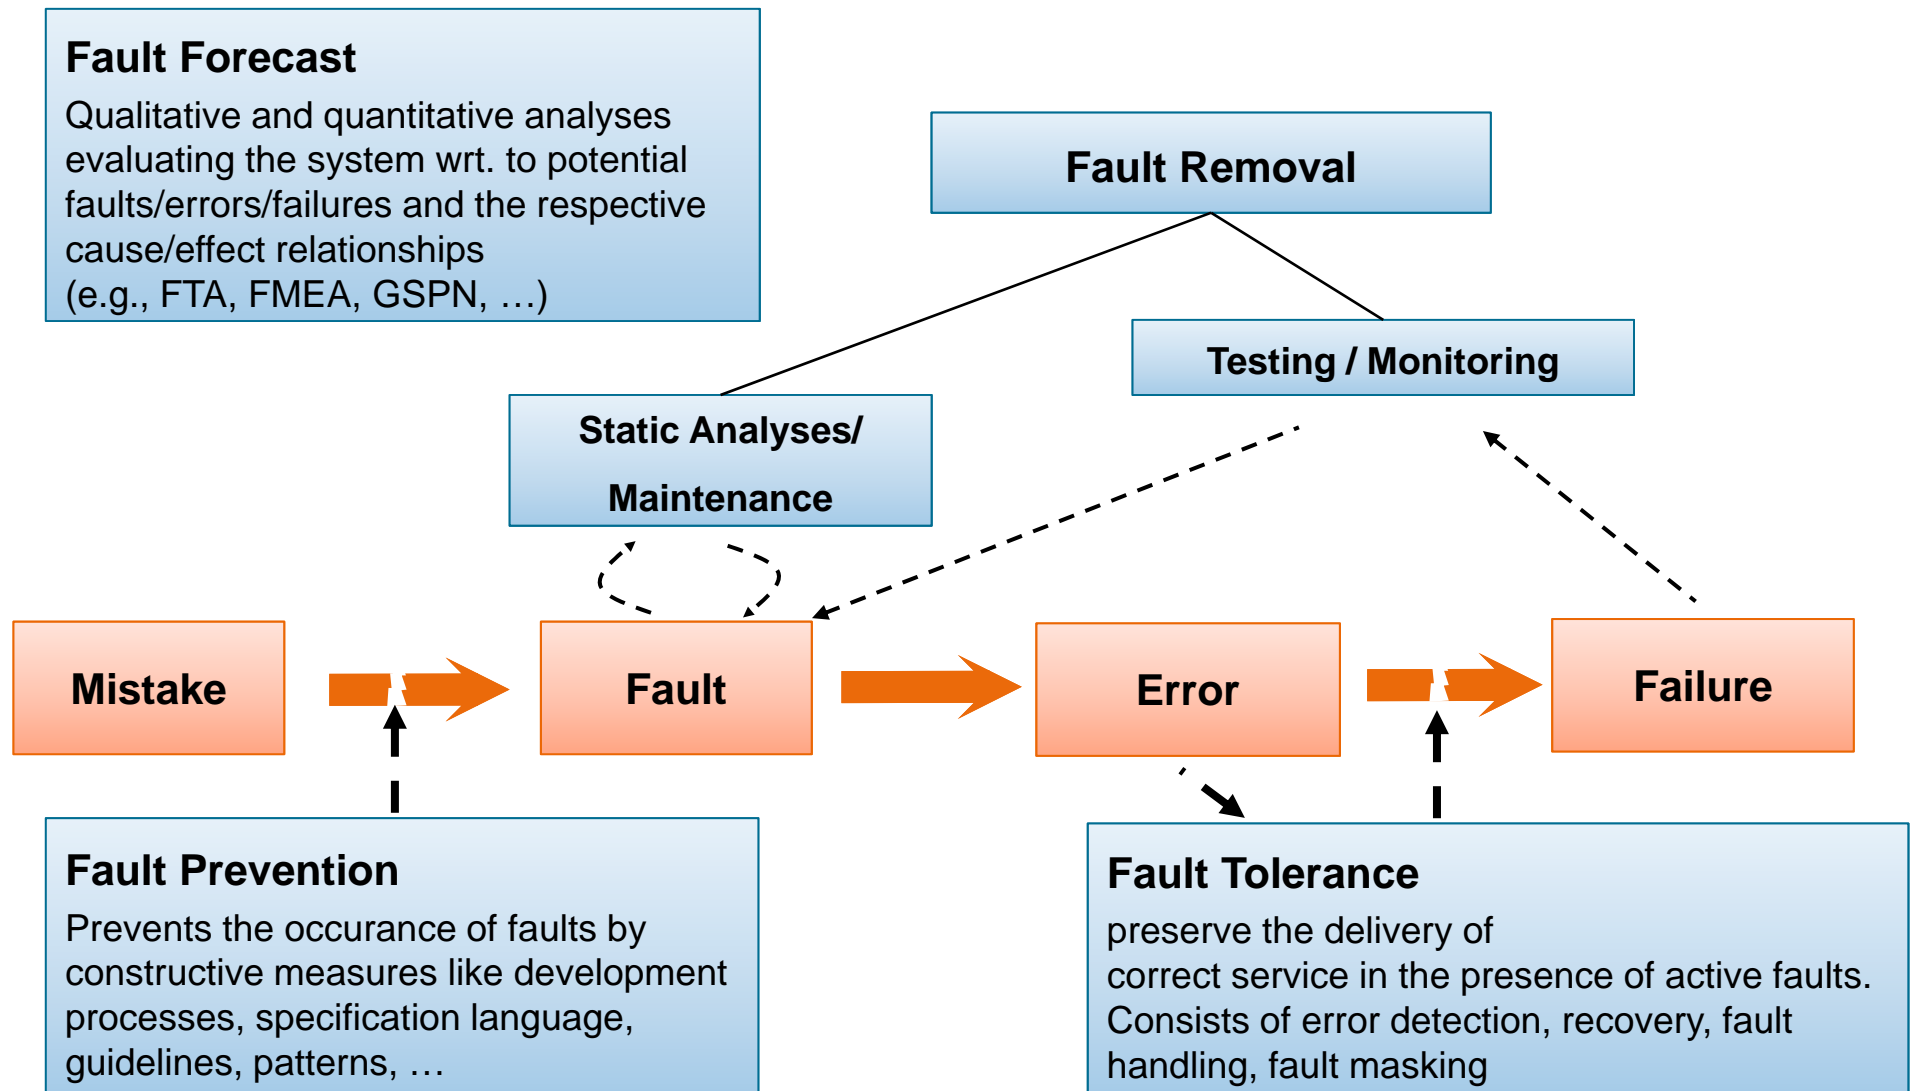 Fault Forecast
Qualitative and quantitative analyses
evaluating the system wrt. to potential
faults/errors/failures and the respective
cause/effect relationships
(e.g., FTA, FMEA, GSPN, …)
Fault Removal
Testing / Monitoring
Static Analyses/
Maintenance
Mistake
Fault
Error
Failure
Fault Prevention
Prevents the occurance of faults by
constructive measures like development
processes, specification language,
guidelines, patterns, …
Fault Tolerance
preserve the delivery of
correct service in the presence of active faults.
Consists of error detection, recovery, fault
handling, fault masking